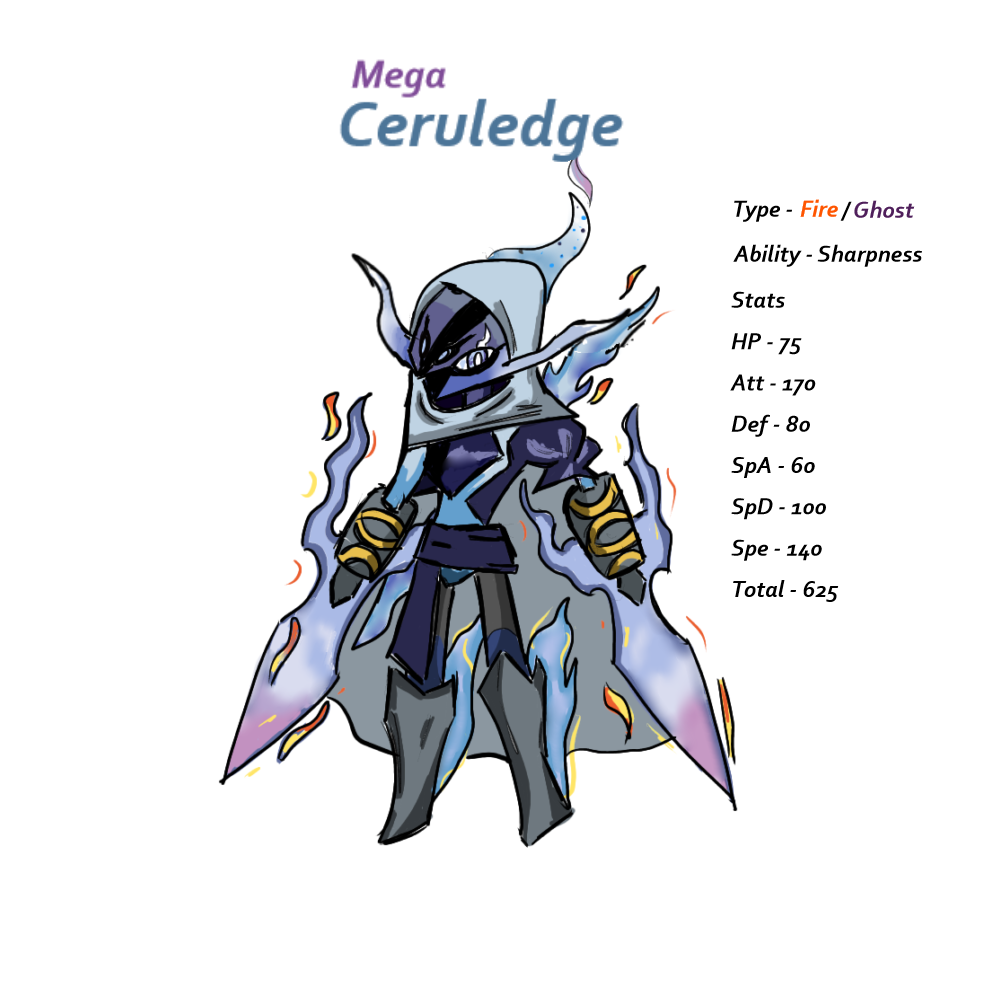 Mega
Ceruledge
Type - Fire/Ghost
Ability - Sharpness
Stats
HP - 75
Att - 170
Def - 80
SpA - 60
SpD - 100
Spe - 140
Total - 625